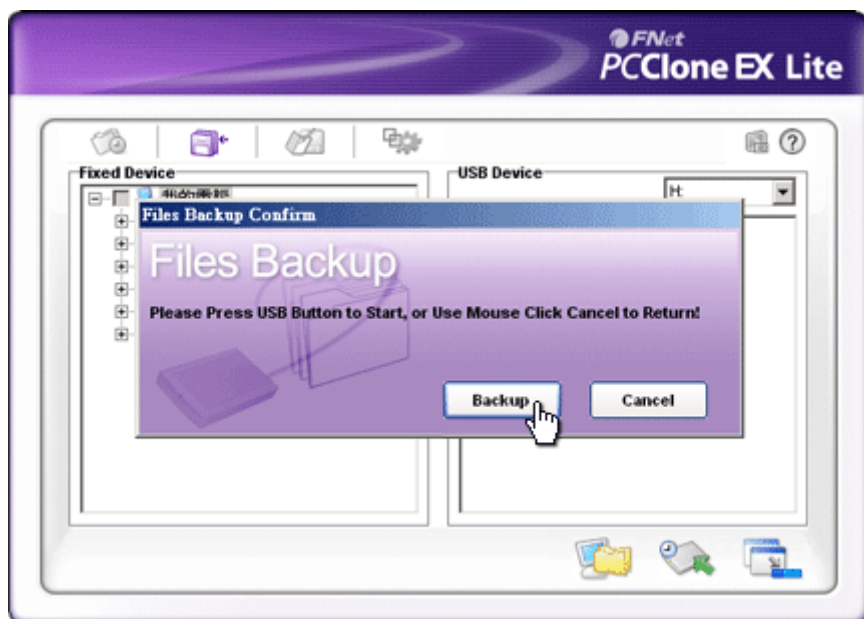 FNet
PCClone EX Lite
Fixed Device
USB Device
H:
Files Backup Confirm
Files Backup
Please Press USB Button to Start, or Use Mouse Click Cancel to Return!
Backup
Cancel